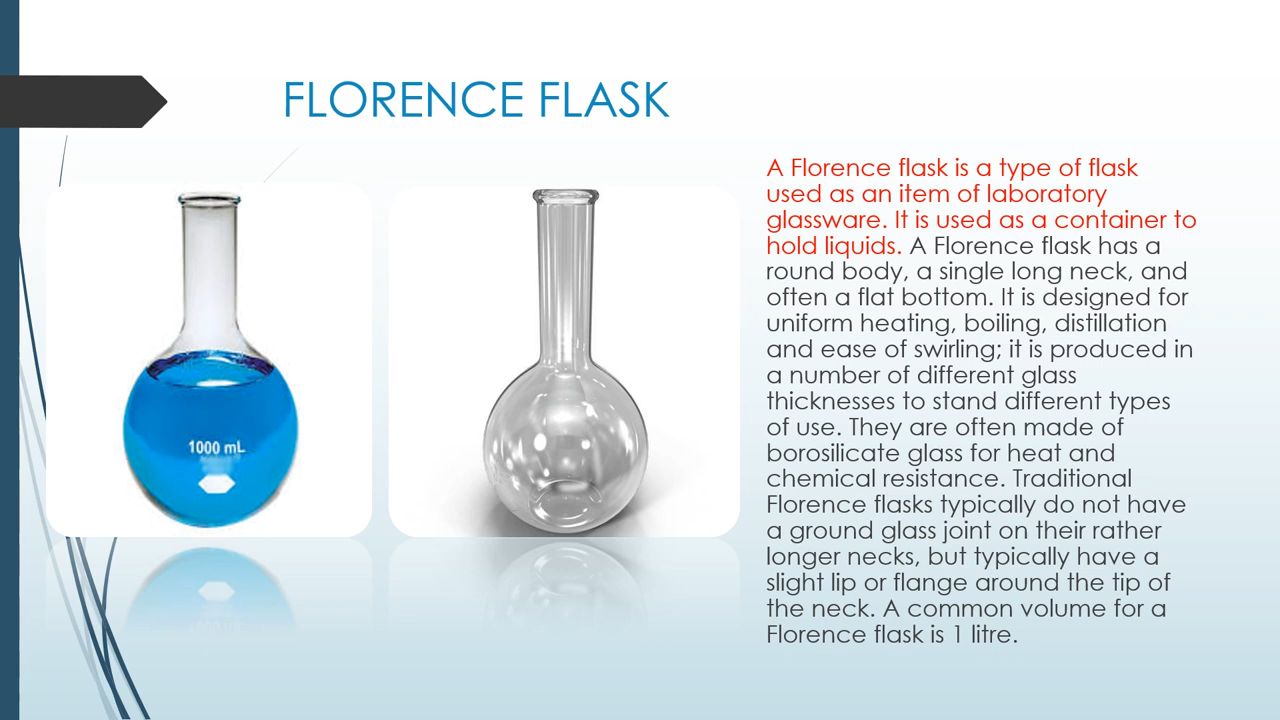 FLORENCE FLASK
A Florence flask is a type of flask
used as an item of laboratory
glassware. It is used as a container to
hold liquids. A Florence flask has a
round body, a single long neck, and
often a flat bottom. It is designed for
uniform heating, boiling, distillation
and ease of swirling; it is produced in
a number of different glass
thicknesses to stand different types
of use. They are often made of
borosilicate glass for heat and
chemical resistance. Traditional
Florence flasks typically do not have
a ground glass joint on their rather
longer necks, but typically have a
slight lip or flange around the tip of
the neck. A common volume for a
Florence flask is 1 litre.
1000 mL